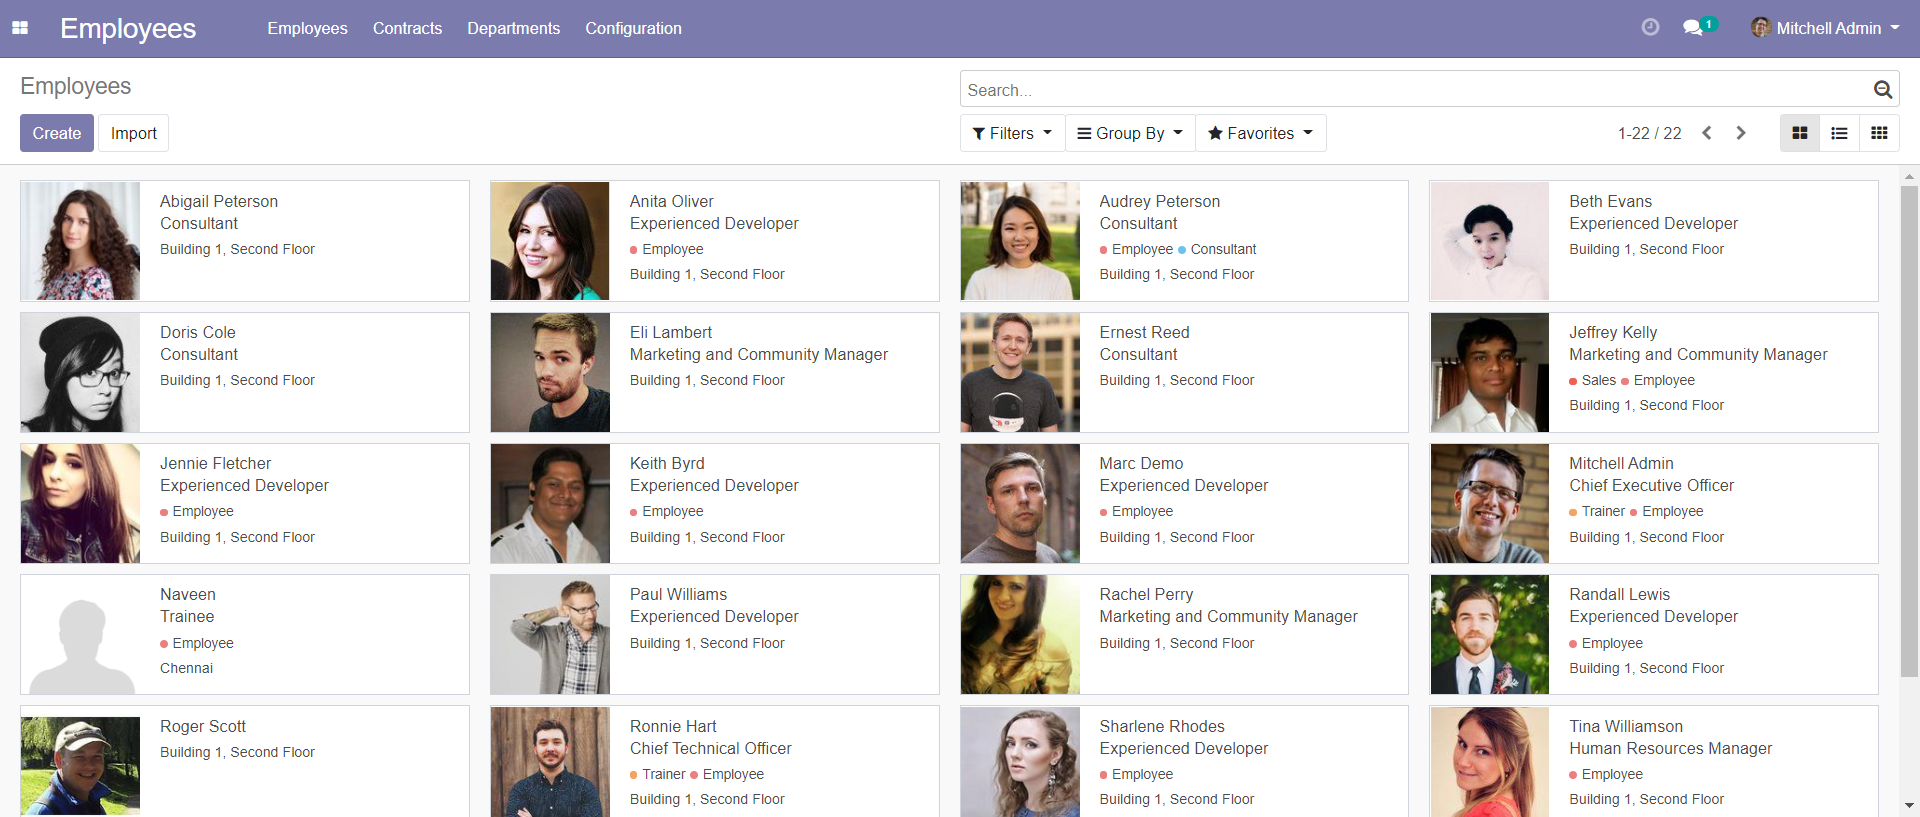 Employees Employees Contracts Departments Configuration 1 Mitchell Admin
Employees
Search...
Create Import Filters Group By Favorites 1-22 / 22
Abigail Peterson
Consultant
Building 1, Second Floor
Anita Oliver
Experienced Developer
Employee
Building 1, Second Floor
Audrey Peterson
Consultant
Employee Consultant
Building 1, Second Floor
Beth Evans
Experienced Developer
Building 1, Second Floor
Doris Cole
Consultant
Building 1, Second Floor
Eli Lambert
Marketing and Community Manager
Building 1, Second Floor
Ernest Reed
Consultant
Building 1, Second Floor
Jeffrey Kelly
Marketing and Community Manager
Sales Employee
Building 1, Second Floor
Jennie Fletcher
Experienced Developer
Employee
Building 1, Second Floor
Keith Byrd
Experienced Developer
Employee
Building 1, Second Floor
Marc Demo
Experienced Developer
Employee
Building 1, Second Floor
Mitchell Admin
Chief Executive Officer
Trainer Employee
Building 1, Second Floor
Naveen
Trainee
Employee
Chennai
Paul Williams
Experienced Developer
Building 1, Second Floor
Rachel Perry
Marketing and Community Manager
Building 1, Second Floor
Randall Lewis
Experienced Developer
Employee
Building 1, Second Floor
Roger Scott
Building 1, Second Floor
Ronnie Hart
Chief Technical Officer
Trainer Employee
Building 1, Second Floor
Sharlene Rhodes
Experienced Developer
Employee
Building 1, Second Floor
Tina Williamson
Human Resources Manager
Employee
Building 1, Second Floor